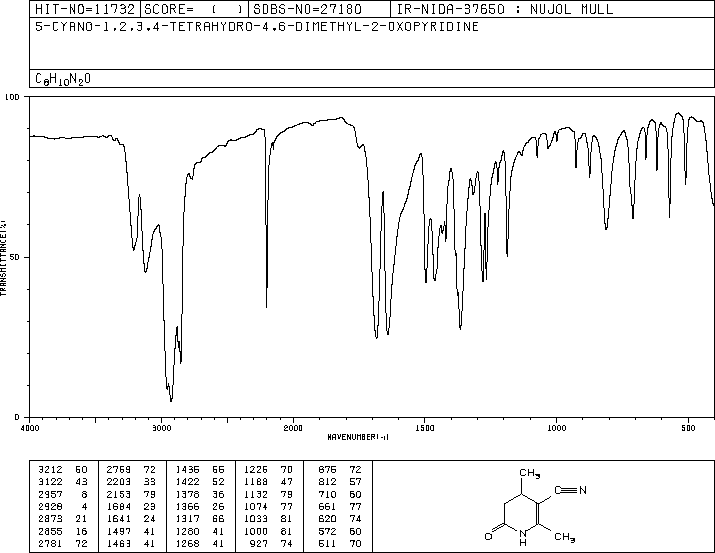 HIT-NO=11732 SCORE= ( ) SDBS-NO=27180 IR-NIDA-37650 : NUJOL MULL
5-CYANO-1,2,3,4-TETRAHYDRO-4,6-DIMETHYL-2-OXOPYRIDINE
C8H10N2O
100
50
0
TRANSMITTANCE(%)
4000 3000 2000 1500 1000 500
WAVENUMBER(-1)
3212 50 2769 72 1436 66 1226 70 876 72
3122 43 2203 33 1422 52 1188 47 812 57
2957 8 2153 79 1378 36 1132 79 710 60
2928 4 1684 23 1366 26 1074 77 661 77
2873 21 1641 24 1317 66 1033 81 620 74
2855 16 1497 41 1280 41 1000 81 572 60
2781 72 1463 41 1268 41 927 74 511 70
CH3
C N
O N CH3
H